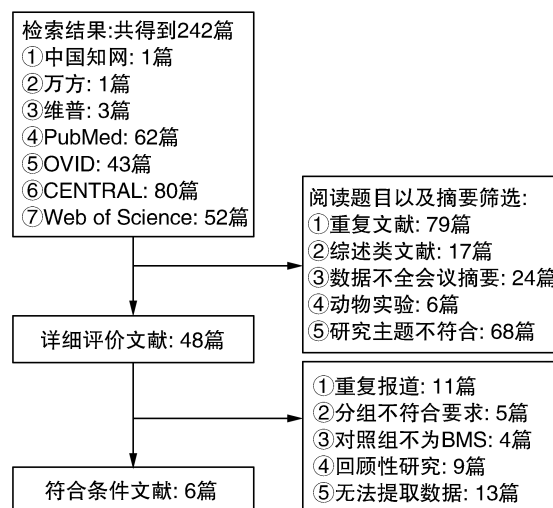 检索结果:共得到242篇
①中国知网: 1篇
②万方: 1篇
③维普: 3篇
④PubMed: 62篇
⑤OVID: 43篇
⑥CENTRAL: 80篇
⑦Web of Science: 52篇
阅读题目以及摘要筛选:
①重复文献: 79篇
②综述类文献: 17篇
③数据不全会议摘要: 24篇
④动物实验: 6篇
⑤研究主题不符合: 68篇
详细评价文献: 48篇
①重复报道: 11篇
②分组不符合要求: 5篇
③对照组不为BMS: 4篇
④回顾性研究: 9篇
⑤无法提取数据: 13篇
符合条件文献: 6篇